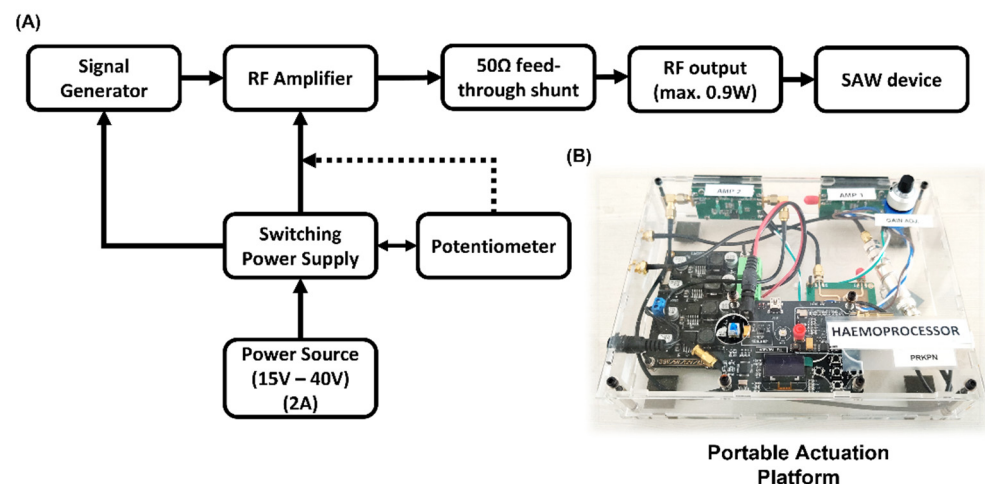 (A)
Signal
Generator
RF Amplifier
50Ω feed-
through shunt
RF output
(max. 0.9W)
SAW device
Switching
Power Supply
Potentiometer
Power Source
(15V – 40V)
(2A)
(B)
AMP 2
AMP 1
GAIN ADJ.
HAEMOPROCESSOR
PRKPN
Portable Actuation
Platform